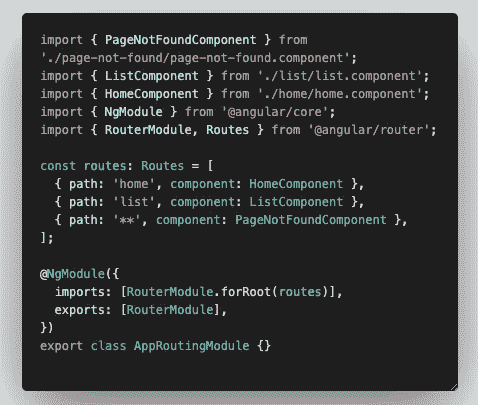 import { PageNotFoundComponent } from
'./page-not-found/page-not-found.component';
import { ListComponent } from './list/list.component';
import { HomeComponent } from './home/home.component';
import { NgModule } from '@angular/core';
import { RouterModule, Routes } from '@angular/router';

const routes: Routes = [
  { path: 'home', component: HomeComponent },
  { path: 'list', component: ListComponent },
  { path: '**', component: PageNotFoundComponent },
];

@NgModule({
  imports: [RouterModule.forRoot(routes)],
  exports: [RouterModule],
})
export class AppRoutingModule {}